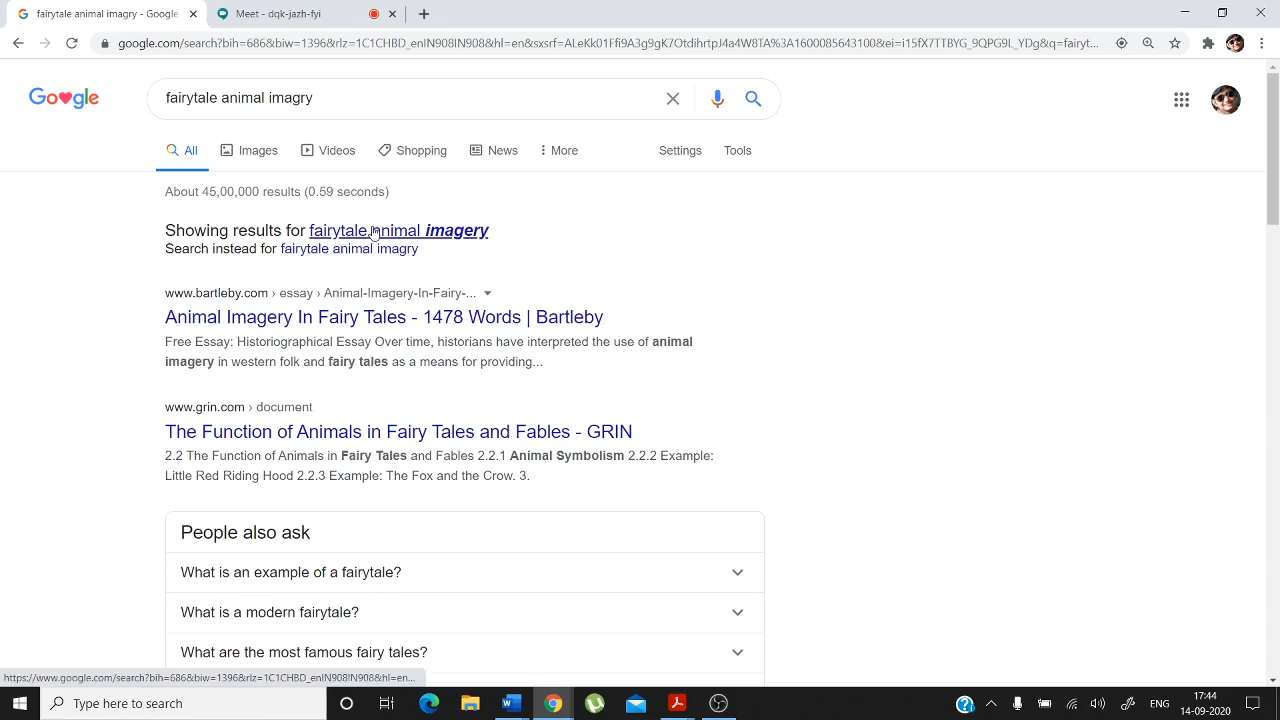 fairytale animal imagry - Google
Meet - dqk-jazh-fyi
google.com/search?bih=686&biw=1396&rlz=1C1CHBD_enIN908IN908&hl=en&sxsrf=ALeKk01Ffi9A3g9gK7OtdihrtpJ4a4W8TA%3A1600085643100&ei=i15fX7TTBYG_9QPG9L_YDg&q=fairyt...
Google
fairytale animal imagry
All
Images
Videos
Shopping
News
More
Settings
Tools
About 45,00,000 results (0.59 seconds)
Showing results for fairytale animal imagery
Search instead for fairytale animal imagry
www.bartleby.com › essay › Animal-Imagery-In-Fairy-...
Animal Imagery In Fairy Tales - 1478 Words | Bartleby
Free Essay: Historiographical Essay Over time, historians have interpreted the use of animal
imagery in western folk and fairy tales as a means for providing...
www.grin.com › document
The Function of Animals in Fairy Tales and Fables - GRIN
2.2 The Function of Animals in Fairy Tales and Fables 2.2.1 Animal Symbolism 2.2.2 Example:
Little Red Riding Hood 2.2.3 Example: The Fox and the Crow. 3.
People also ask
What is an example of a fairytale?
What is a modern fairytale?
What are the most famous fairy tales?
https://www.google.com/search?bih=686&biw=1396&rlz=1C1CHBD_enIN908IN908&hl=en...
Type here to search
ENG
17:44
14-09-2020